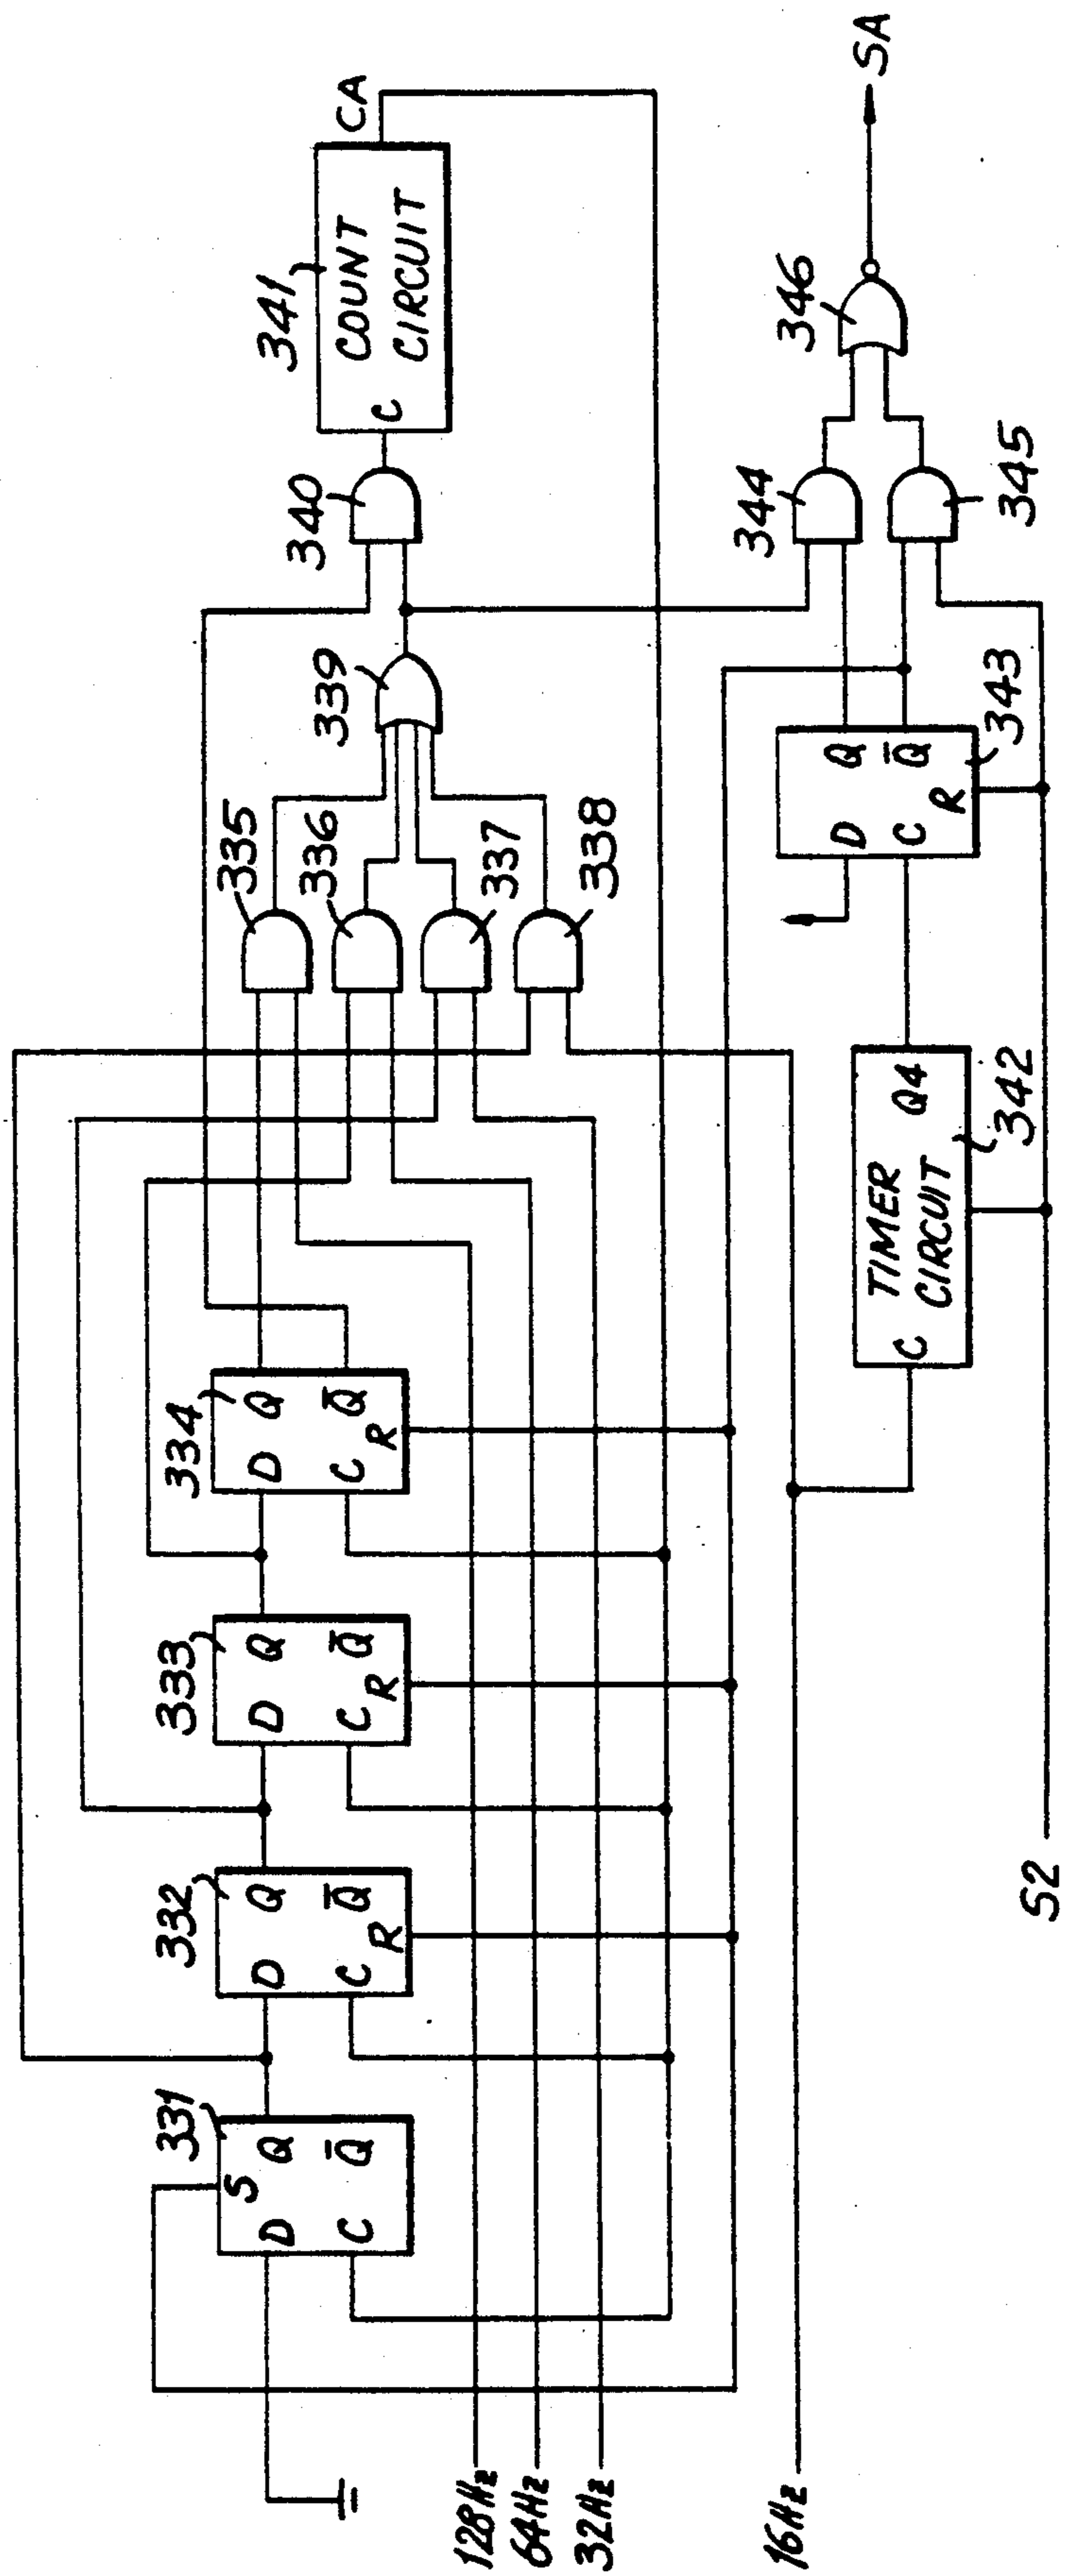 331
S
D Q
C Q̅
332
D Q
C Q̅
R
333
D Q
C Q̅
R
334
D Q
C Q̅
R
335
336
337
338
339
340
341
COUNT
CIRCUIT
C
CA
128Hz
64Hz
32Hz
16Hz
TIMER
CIRCUIT
C Q4
342
D Q
C Q̅
R
343
344
345
346
SA
S2